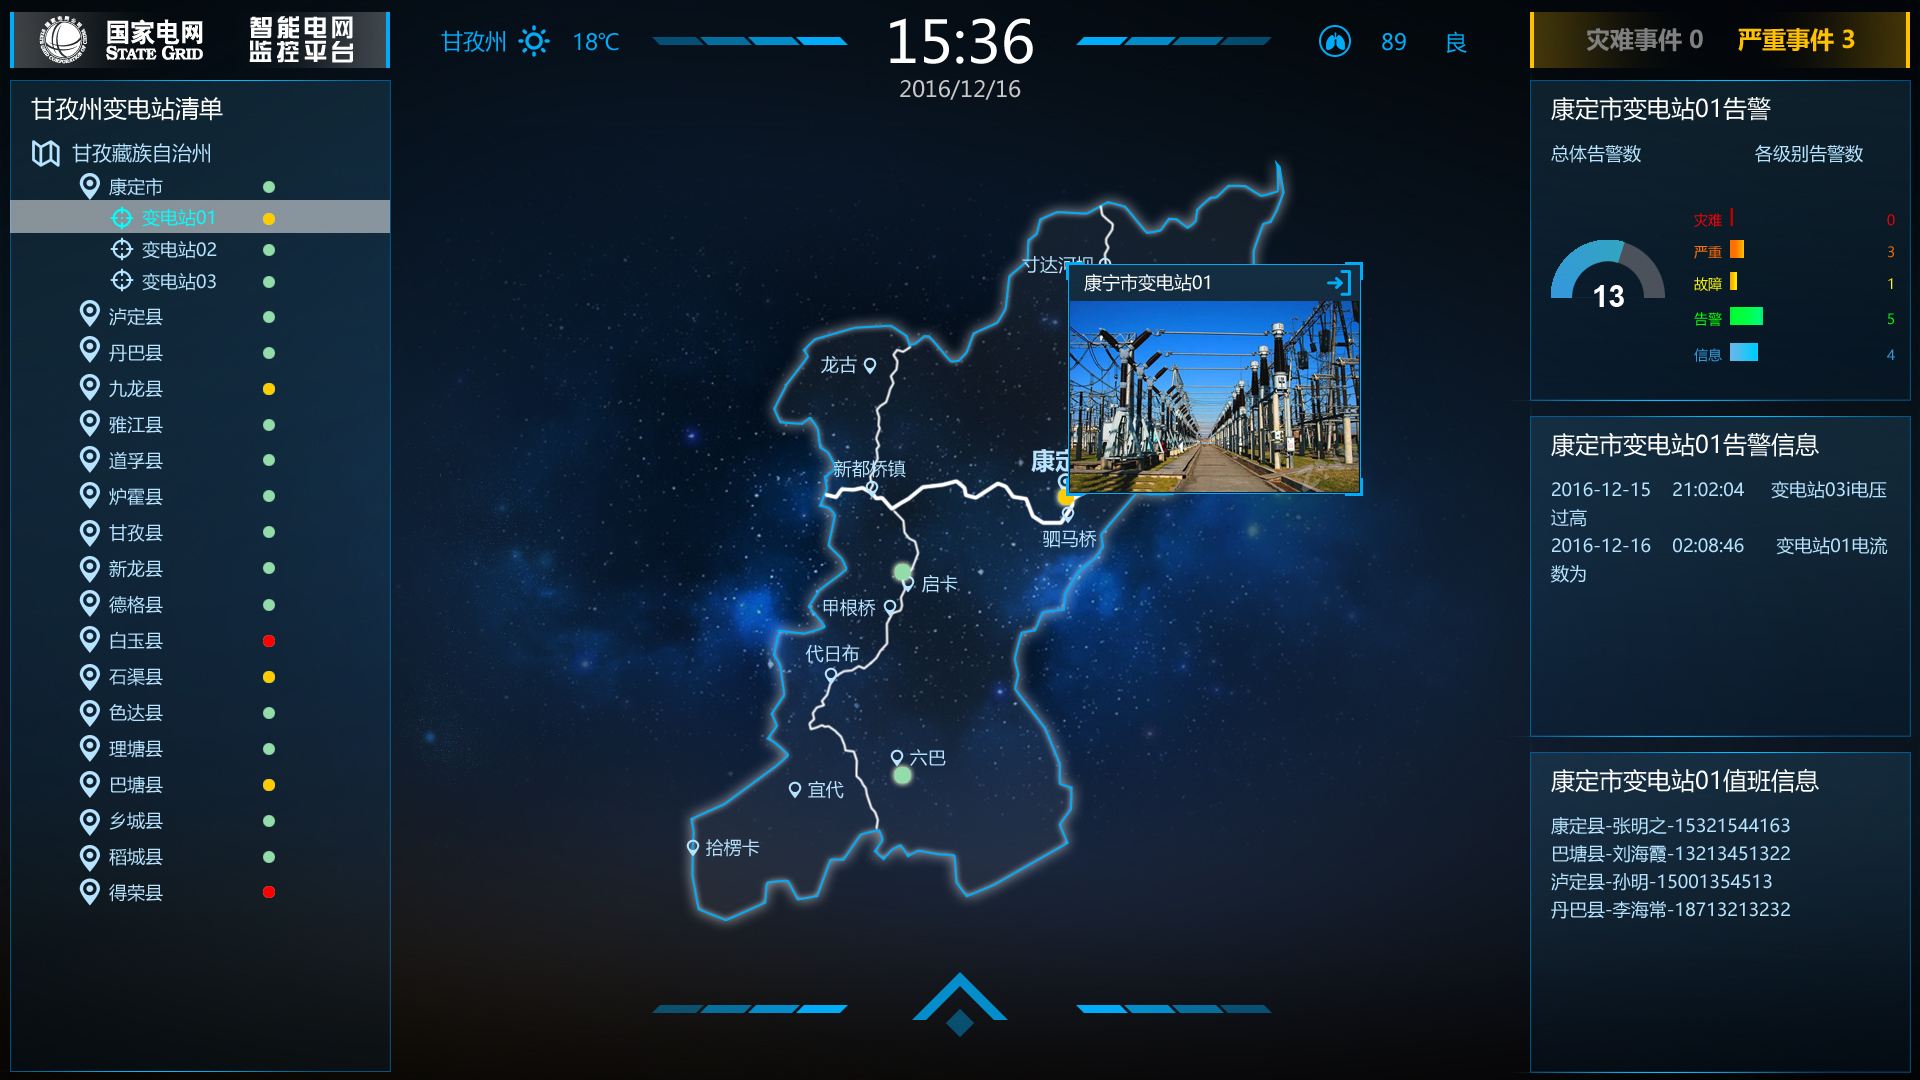 国家电网
STATE GRID
智能电网
监控平台
甘孜州
18℃
15:36
2016/12/16
89
良
灾难事件 0
严重事件 3
甘孜州变电站清单
甘孜藏族自治州
康定市
变电站01
变电站02
变电站03
泸定县
丹巴县
九龙县
雅江县
道孚县
炉霍县
甘孜县
新龙县
德格县
白玉县
石渠县
色达县
理塘县
巴塘县
乡城县
稻城县
得荣县
寸达河坝
康宁市变电站01
龙古
新都桥镇
康定
驷马桥
启卡
甲根桥
代日布
六巴
宜代
拾楞卡
康定市变电站01告警
总体告警数
各级别告警数
13
灾难 0
严重 3
故障 1
告警 5
信息 4
康定市变电站01告警信息
2016-12-15 21:02:04 变电站03i电压
过高
2016-12-16 02:08:46 变电站01电流
数为
康定市变电站01值班信息
康定县-张明之-15321544163
巴塘县-刘海霞-13213451322
泸定县-孙明-15001354513
丹巴县-李海常-18713213232